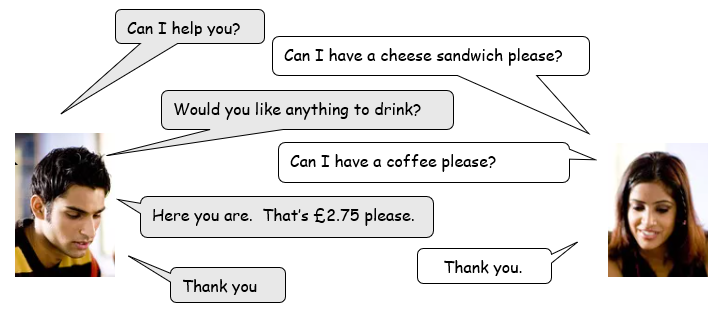 Can I help you?
Can I have a cheese sandwich please?
Would you like anything to drink?
Can I have a coffee please?
Here you are.  That's £2.75 please.
Thank you.
Thank you